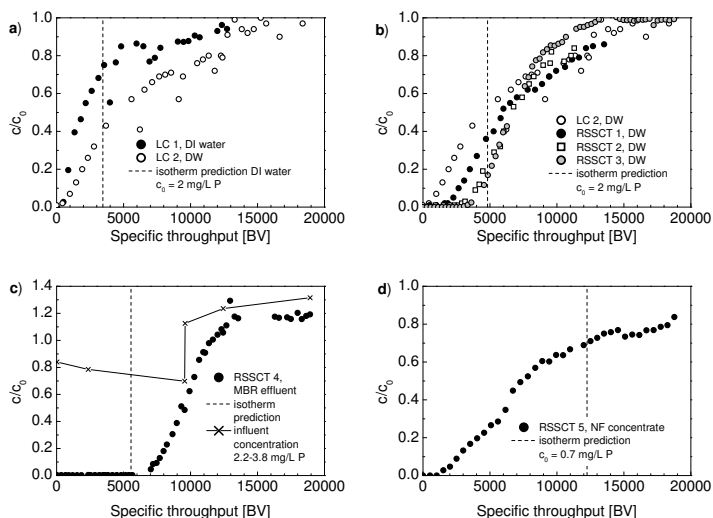 a)
1.0
0.8
0.6
0.4
0.2
0.0
c/c0
LC 1, DI water
LC 2, DW
isotherm prediction DI water
c0 = 2 mg/L P
0 5000 10000 15000 20000
Specific throughput [BV]
b)
1.0
0.8
0.6
0.4
0.2
0.0
c/c0
LC 2, DW
RSSCT 1, DW
RSSCT 2, DW
RSSCT 3, DW
isotherm prediction
c0 = 2 mg/L P
0 5000 10000 15000 20000
Specific throughput [BV]
c)
1.4
1.2
1.0
0.8
0.6
0.4
0.2
0.0
c/c0
RSSCT 4,
MBR effluent
isotherm
prediction
influent
concentration
2.2-3.8 mg/L P
0 5000 10000 15000 20000
Specific throughput [BV]
d)
1.0
0.8
0.6
0.4
0.2
0.0
c/c0
RSSCT 5, NF concentrate
isotherm prediction
c0 = 0.7 mg/L P
0 5000 10000 15000 20000
Specific throughput [BV]